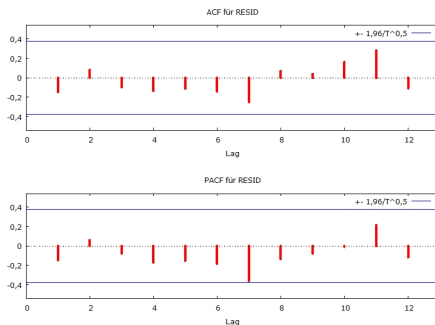 ACF für RESID
+- 1,96/T^0,5
0,4
0,2
0
-0,2
-0,4
0 2 4 6 8 10 12
Lag
PACF für RESID
+- 1,96/T^0,5
0,4
0,2
0
-0,2
-0,4
0 2 4 6 8 10 12
Lag